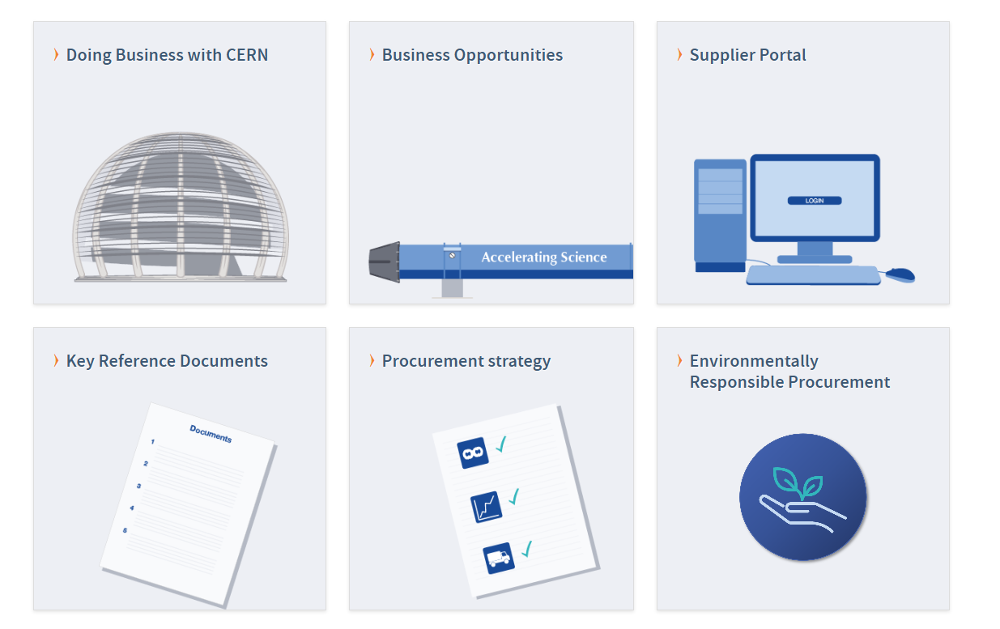 Doing Business with CERN
Business Opportunities
Supplier Portal
LOGIN
Accelerating Science
Key Reference Documents
Procurement strategy
Environmentally
Responsible Procurement
Documents
1
2
3
4
5